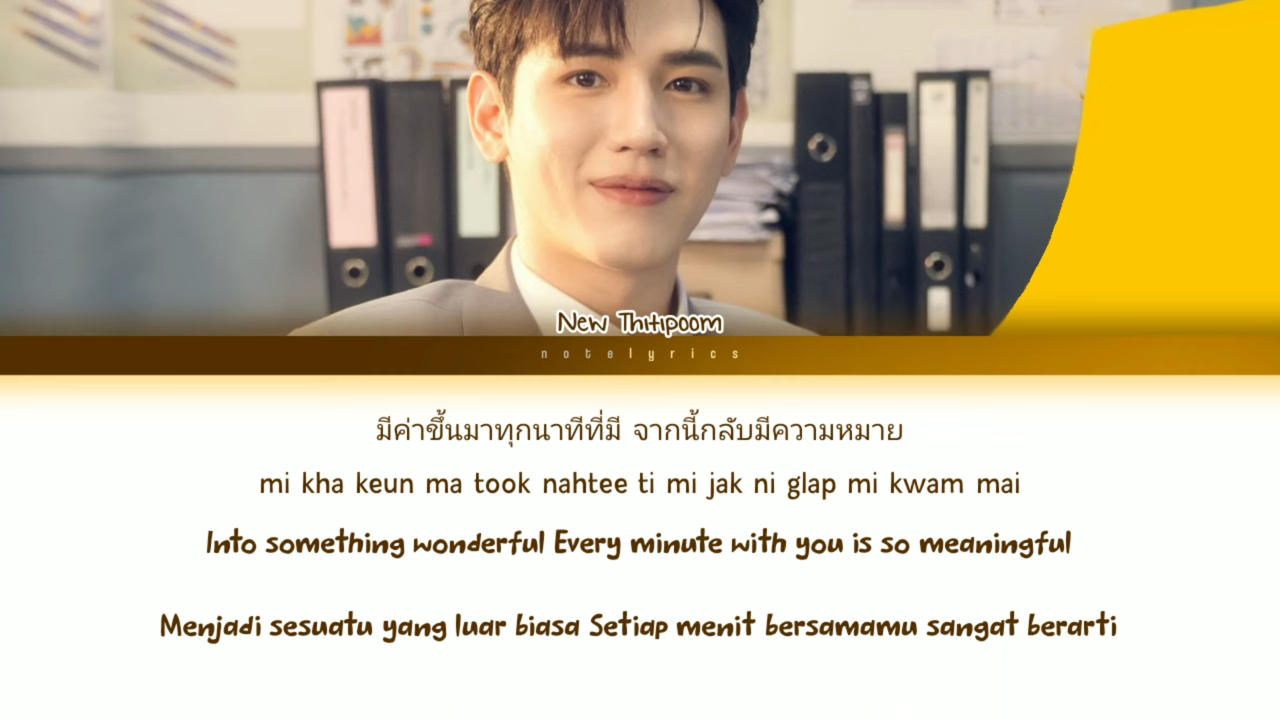 New Thitipoom
notelyrics
มีค่าขึ้นมาทุกนาทีที่มี จากนี้กลับมีความหมาย
mi kha keun ma took nahtee ti mi jak ni glap mi kwam mai
Into something wonderful Every minute with you is so meaningful
Menjadi sesuatu yang luar biasa Setiap menit bersamamu sangat berarti